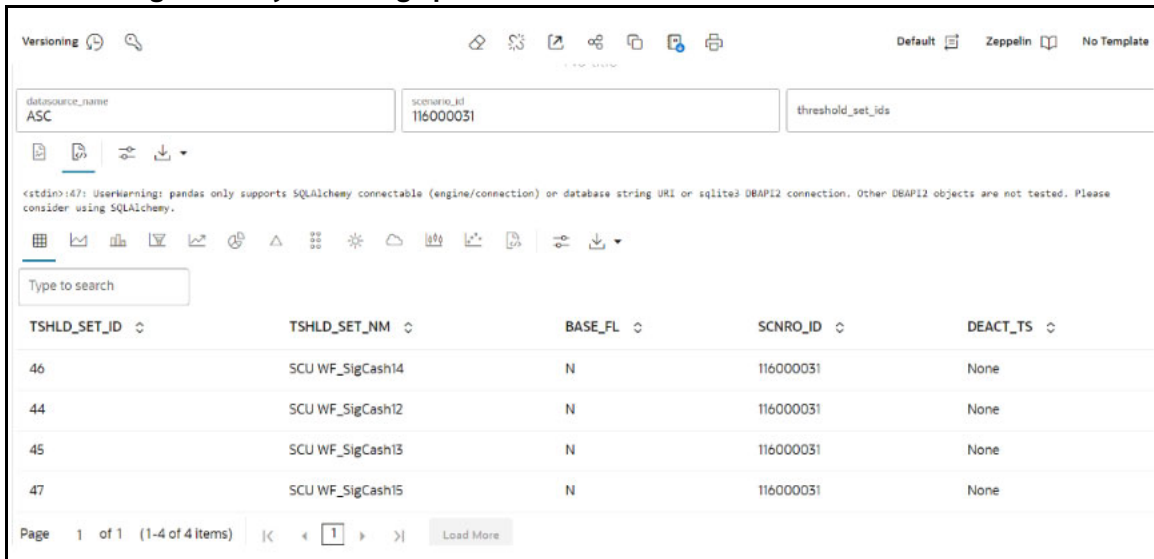 Versioning
Default Zeppelin No Template
datasource_name scenario_id threshold_set_ids
ASC 116000031
<stdin>:47: UserWarning: pandas only supports SQLAlchemy connectable (engine/connection) or database string URI or sqlite3 DBAPI2 connection. Other DBAPI2 objects are not tested. Please
consider using SQLAlchemy.
Type to search
TSHLD_SET_ID TSHLD_SET_NM BASE_FL SCNRO_ID DEACT_TS
46 SCU WF_SigCash14 N 116000031 None
44 SCU WF_SigCash12 N 116000031 None
45 SCU WF_SigCash13 N 116000031 None
47 SCU WF_SigCash15 N 116000031 None
Page 1 of 1 (1-4 of 4 items) 1 Load More